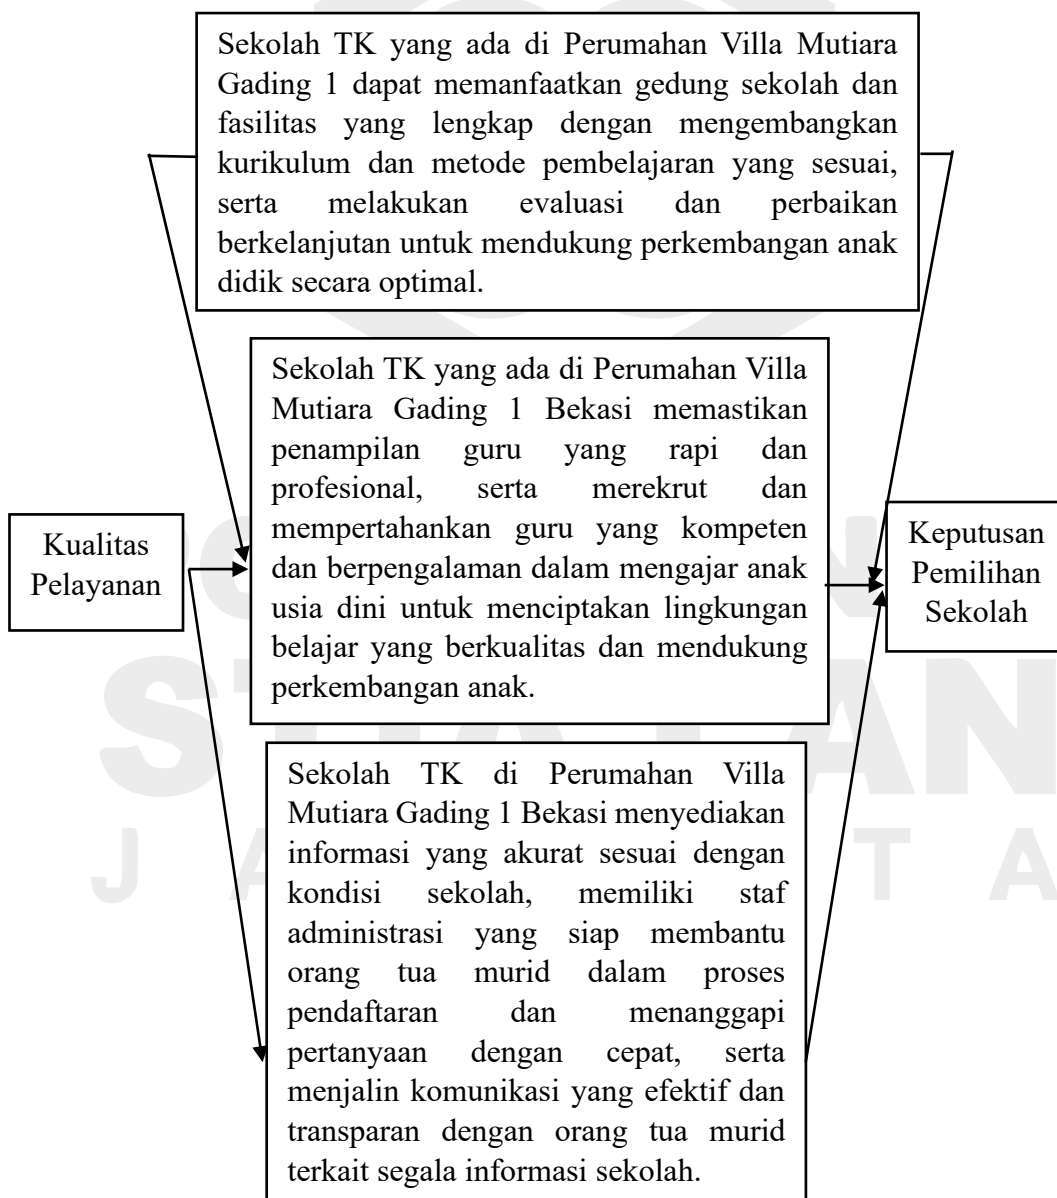 Sekolah TK yang ada di Perumahan Villa Mutiara
Gading 1 dapat memanfaatkan gedung sekolah dan
fasilitas yang lengkap dengan mengembangkan
kurikulum dan metode pembelajaran yang sesuai,
serta melakukan evaluasi dan perbaikan
berkelanjutan untuk mendukung perkembangan anak
didik secara optimal.
Sekolah TK yang ada di Perumahan Villa
Mutiara Gading 1 Bekasi memastikan
penampilan guru yang rapi dan
profesional, serta merekrut dan
mempertahankan guru yang kompeten
dan berpengalaman dalam mengajar anak
usia dini untuk menciptakan lingkungan
belajar yang berkualitas dan mendukung
perkembangan anak.
Kualitas
Pelayanan
Keputusan
Pemilihan
Sekolah
Sekolah TK di Perumahan Villa
Mutiara Gading 1 Bekasi menyediakan
informasi yang akurat sesuai dengan
kondisi sekolah, memiliki staf
administrasi yang siap membantu
orang tua murid dalam proses
pendaftaran dan menanggapi
pertanyaan dengan cepat, serta
menjalin komunikasi yang efektif dan
transparan dengan orang tua murid
terkait segala informasi sekolah.